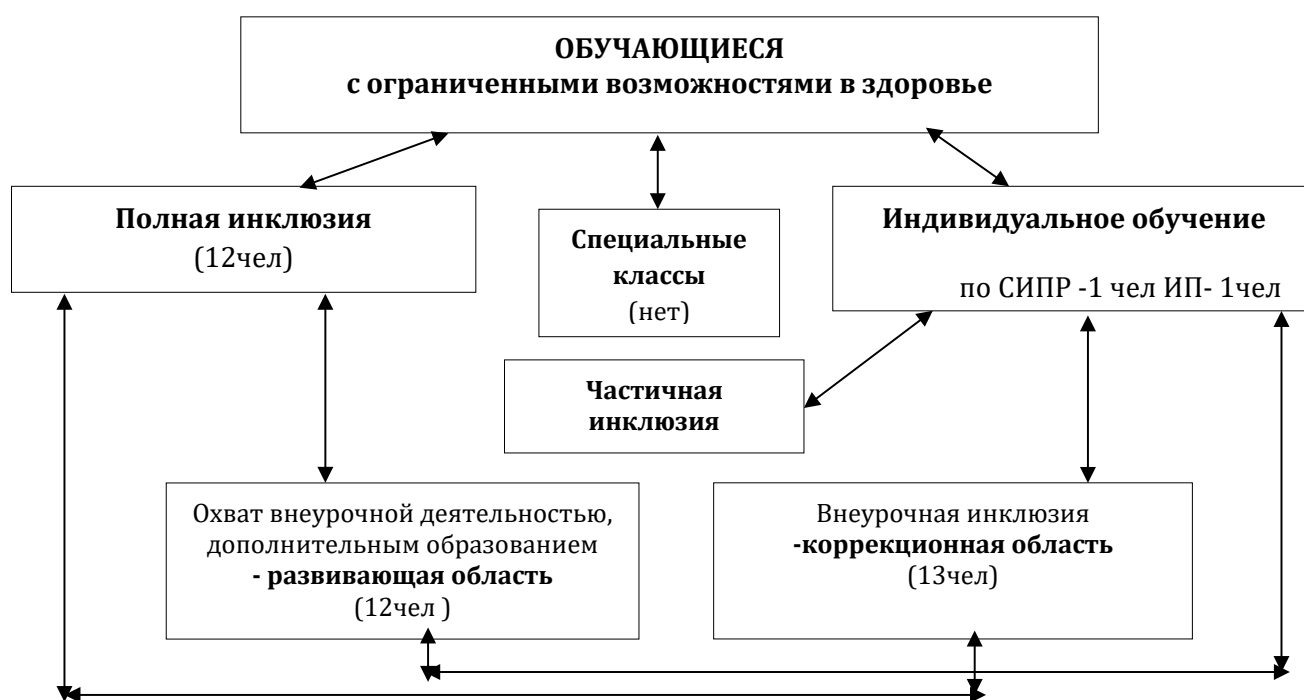 ОБУЧАЮЩИЕСЯ
с ограниченными возможностями в здоровье
Полная инклюзия
(12чел)
Специальные
классы
(нет)
Индивидуальное обучение
по СИПР -1 чел ИП- 1чел
Частичная
инклюзия
Охват внеурочной деятельностью,
дополнительным образованием
- развивающая область
(12чел )
Внеурочная инклюзия
-коррекционная область
(13чел)